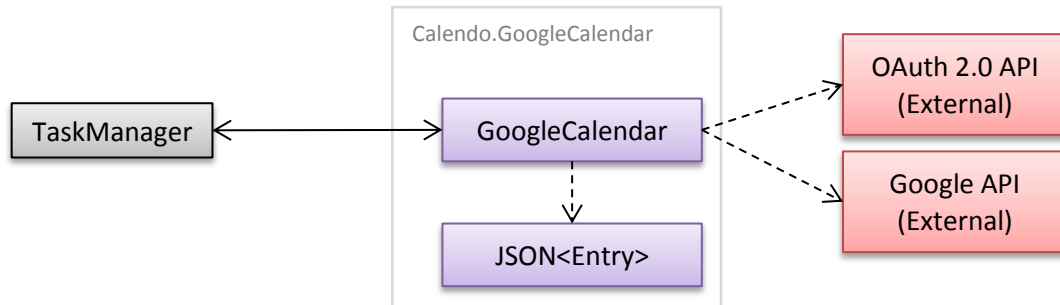 Calendo.GoogleCalendar
TaskManager
GoogleCalendar
JSON<Entry>
OAuth 2.0 API
(External)
Google API
(External)